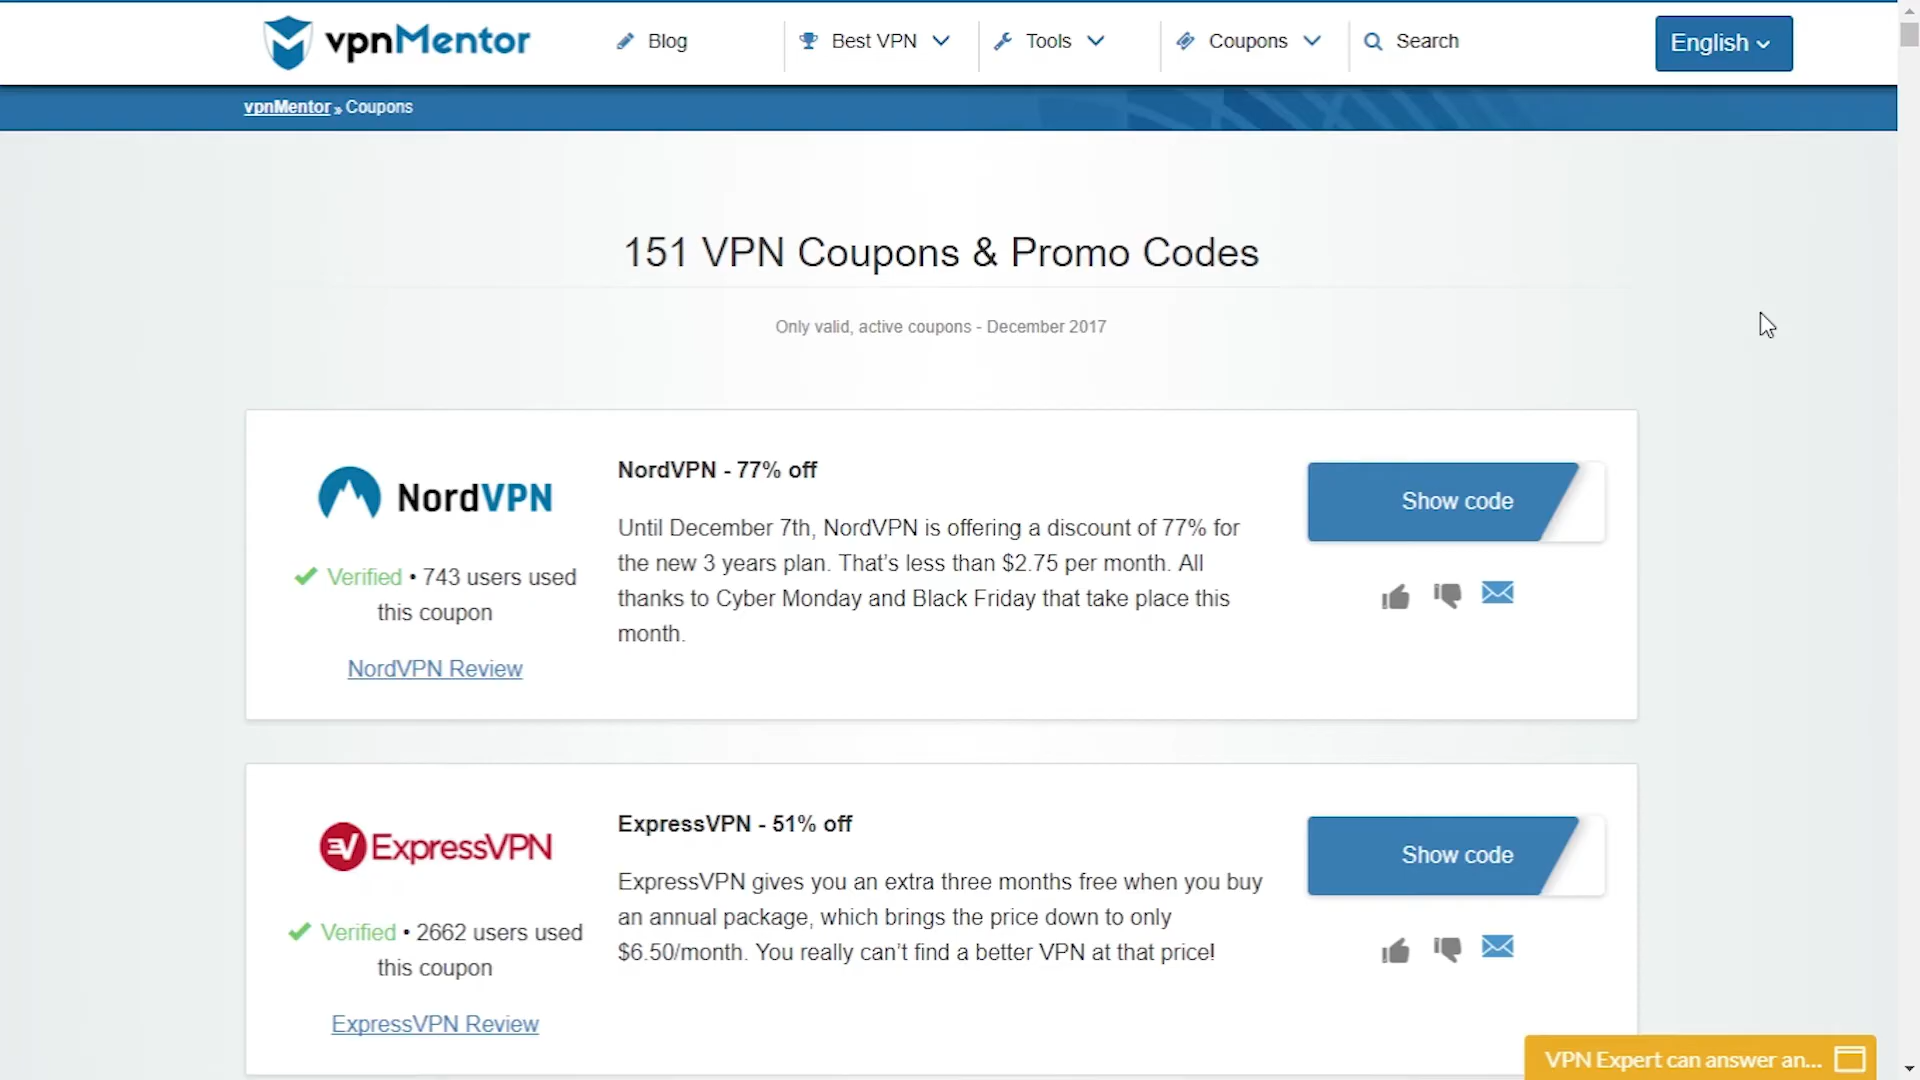 vpnMentor
Blog
Best VPN
Tools
Coupons
Search
English
vpnMentor » Coupons
151 VPN Coupons & Promo Codes
Only valid, active coupons - December 2017
NordVPN
Verified • 743 users used
this coupon
NordVPN Review
NordVPN - 77% off
Until December 7th, NordVPN is offering a discount of 77% for
the new 3 years plan. That’s less than $2.75 per month. All
thanks to Cyber Monday and Black Friday that take place this
month.
Show code
ExpressVPN
Verified • 2662 users used
this coupon
ExpressVPN Review
ExpressVPN - 51% off
ExpressVPN gives you an extra three months free when you buy
an annual package, which brings the price down to only
$6.50/month. You really can’t find a better VPN at that price!
Show code
VPN Expert can answer an...